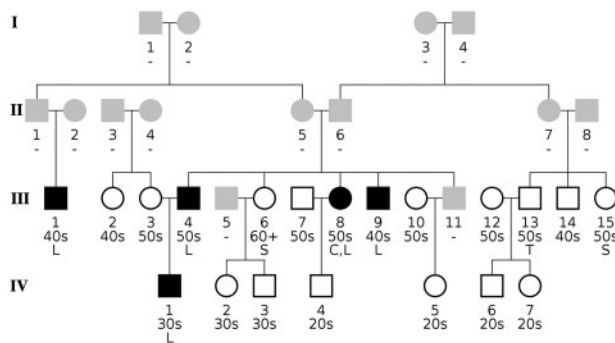 I
1 2 3 4
- - - -
II
1 2 3 4 5 6 7 8
- - - - - - - -
III
1 2 3 4 5 6 7 8 9 10 11 12 13 14 15
40s 40s 50s 50s - 60+ 50s 50s 40s 50s - 50s 50s 40s 50s
L L S C,L L T S
IV
1 2 3 4 5 6 7
30s 30s 30s 20s 20s 20s 20s
L